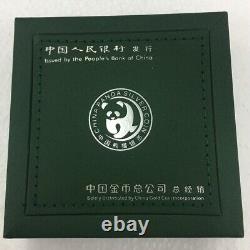 中国人民银行 发行
Issued by the People's Bank of China
CHINA PANDA SILVER COIN
中国熊猫银币
中国金币总公司 总经销
Solely Distributed by China Gold Coin Incorporation